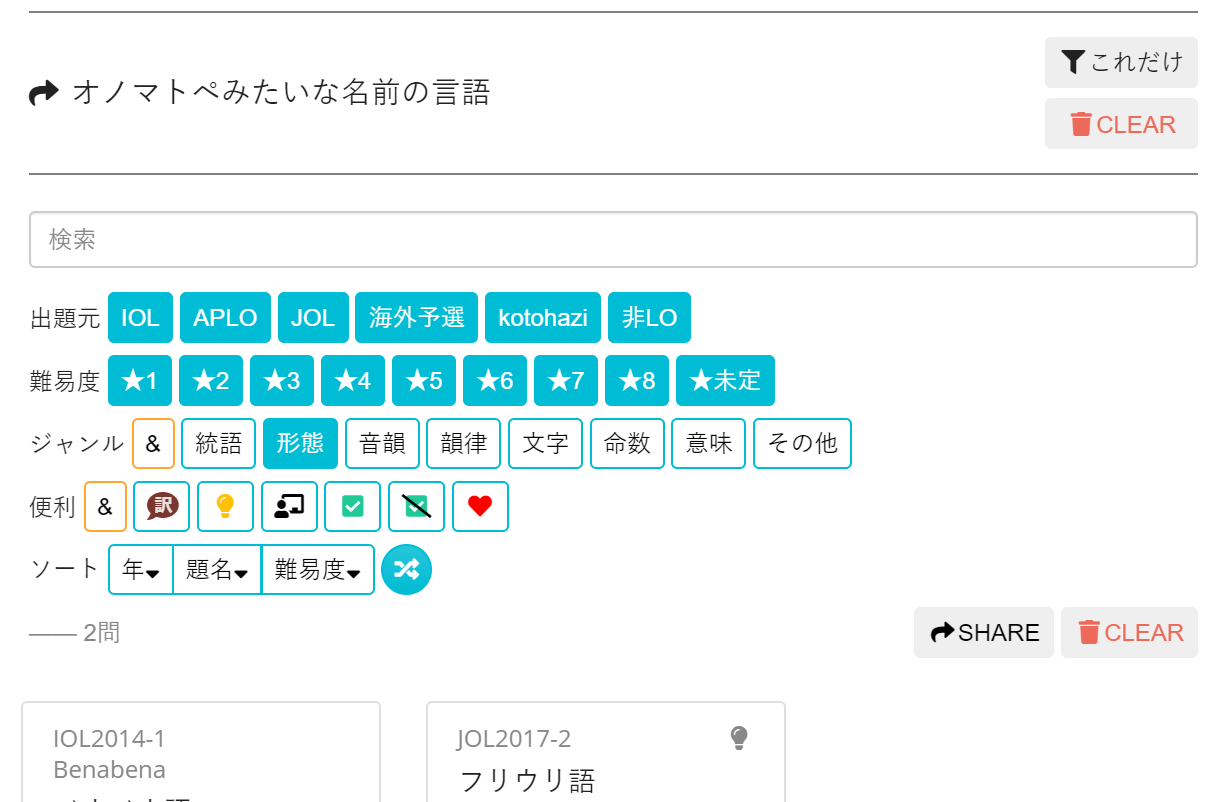 オノマトペみたいな名前の言語
これだけ
CLEAR
検索
出題元 IOL APLO JOL 海外予選 kotohazi 非LO
難易度 ★1 ★2 ★3 ★4 ★5 ★6 ★7 ★8 ★未定
ジャンル & 統語 形態 音韻 韻律 文字 命数 意味 その他
便利 & 訳
ソート 年 題名 難易度
2問 SHARE CLEAR
IOL2014-1
Benabena
JOL2017-2
フリウリ語